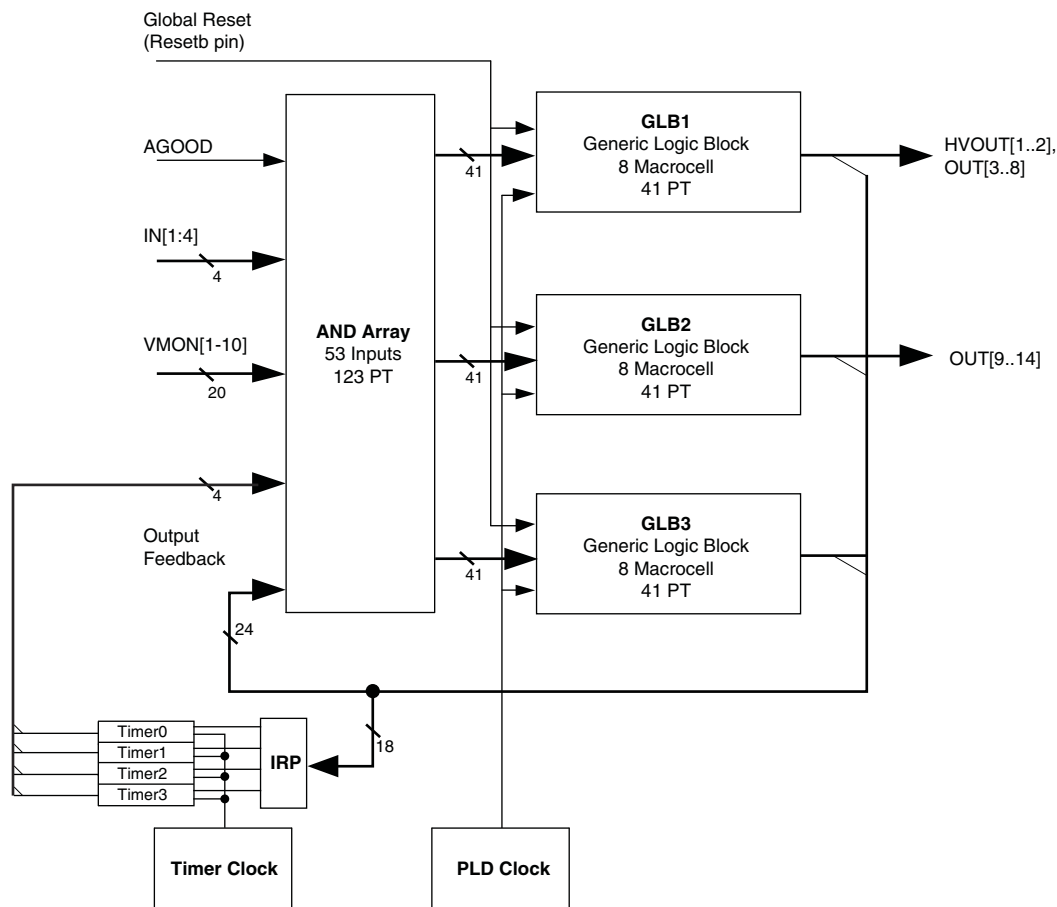 Global Reset
(Resetb pin)
AGOOD
IN[1:4]
4
VMON[1-10]
20
4
Output
Feedback
24
AND Array
53 Inputs
123 PT
41
41
41
GLB1
Generic Logic Block
8 Macrocell
41 PT
GLB2
Generic Logic Block
8 Macrocell
41 PT
GLB3
Generic Logic Block
8 Macrocell
41 PT
HVOUT[1..2],
OUT[3..8]
OUT[9..14]
18
Timer0
Timer1
Timer2
Timer3
IRP
Timer Clock
PLD Clock